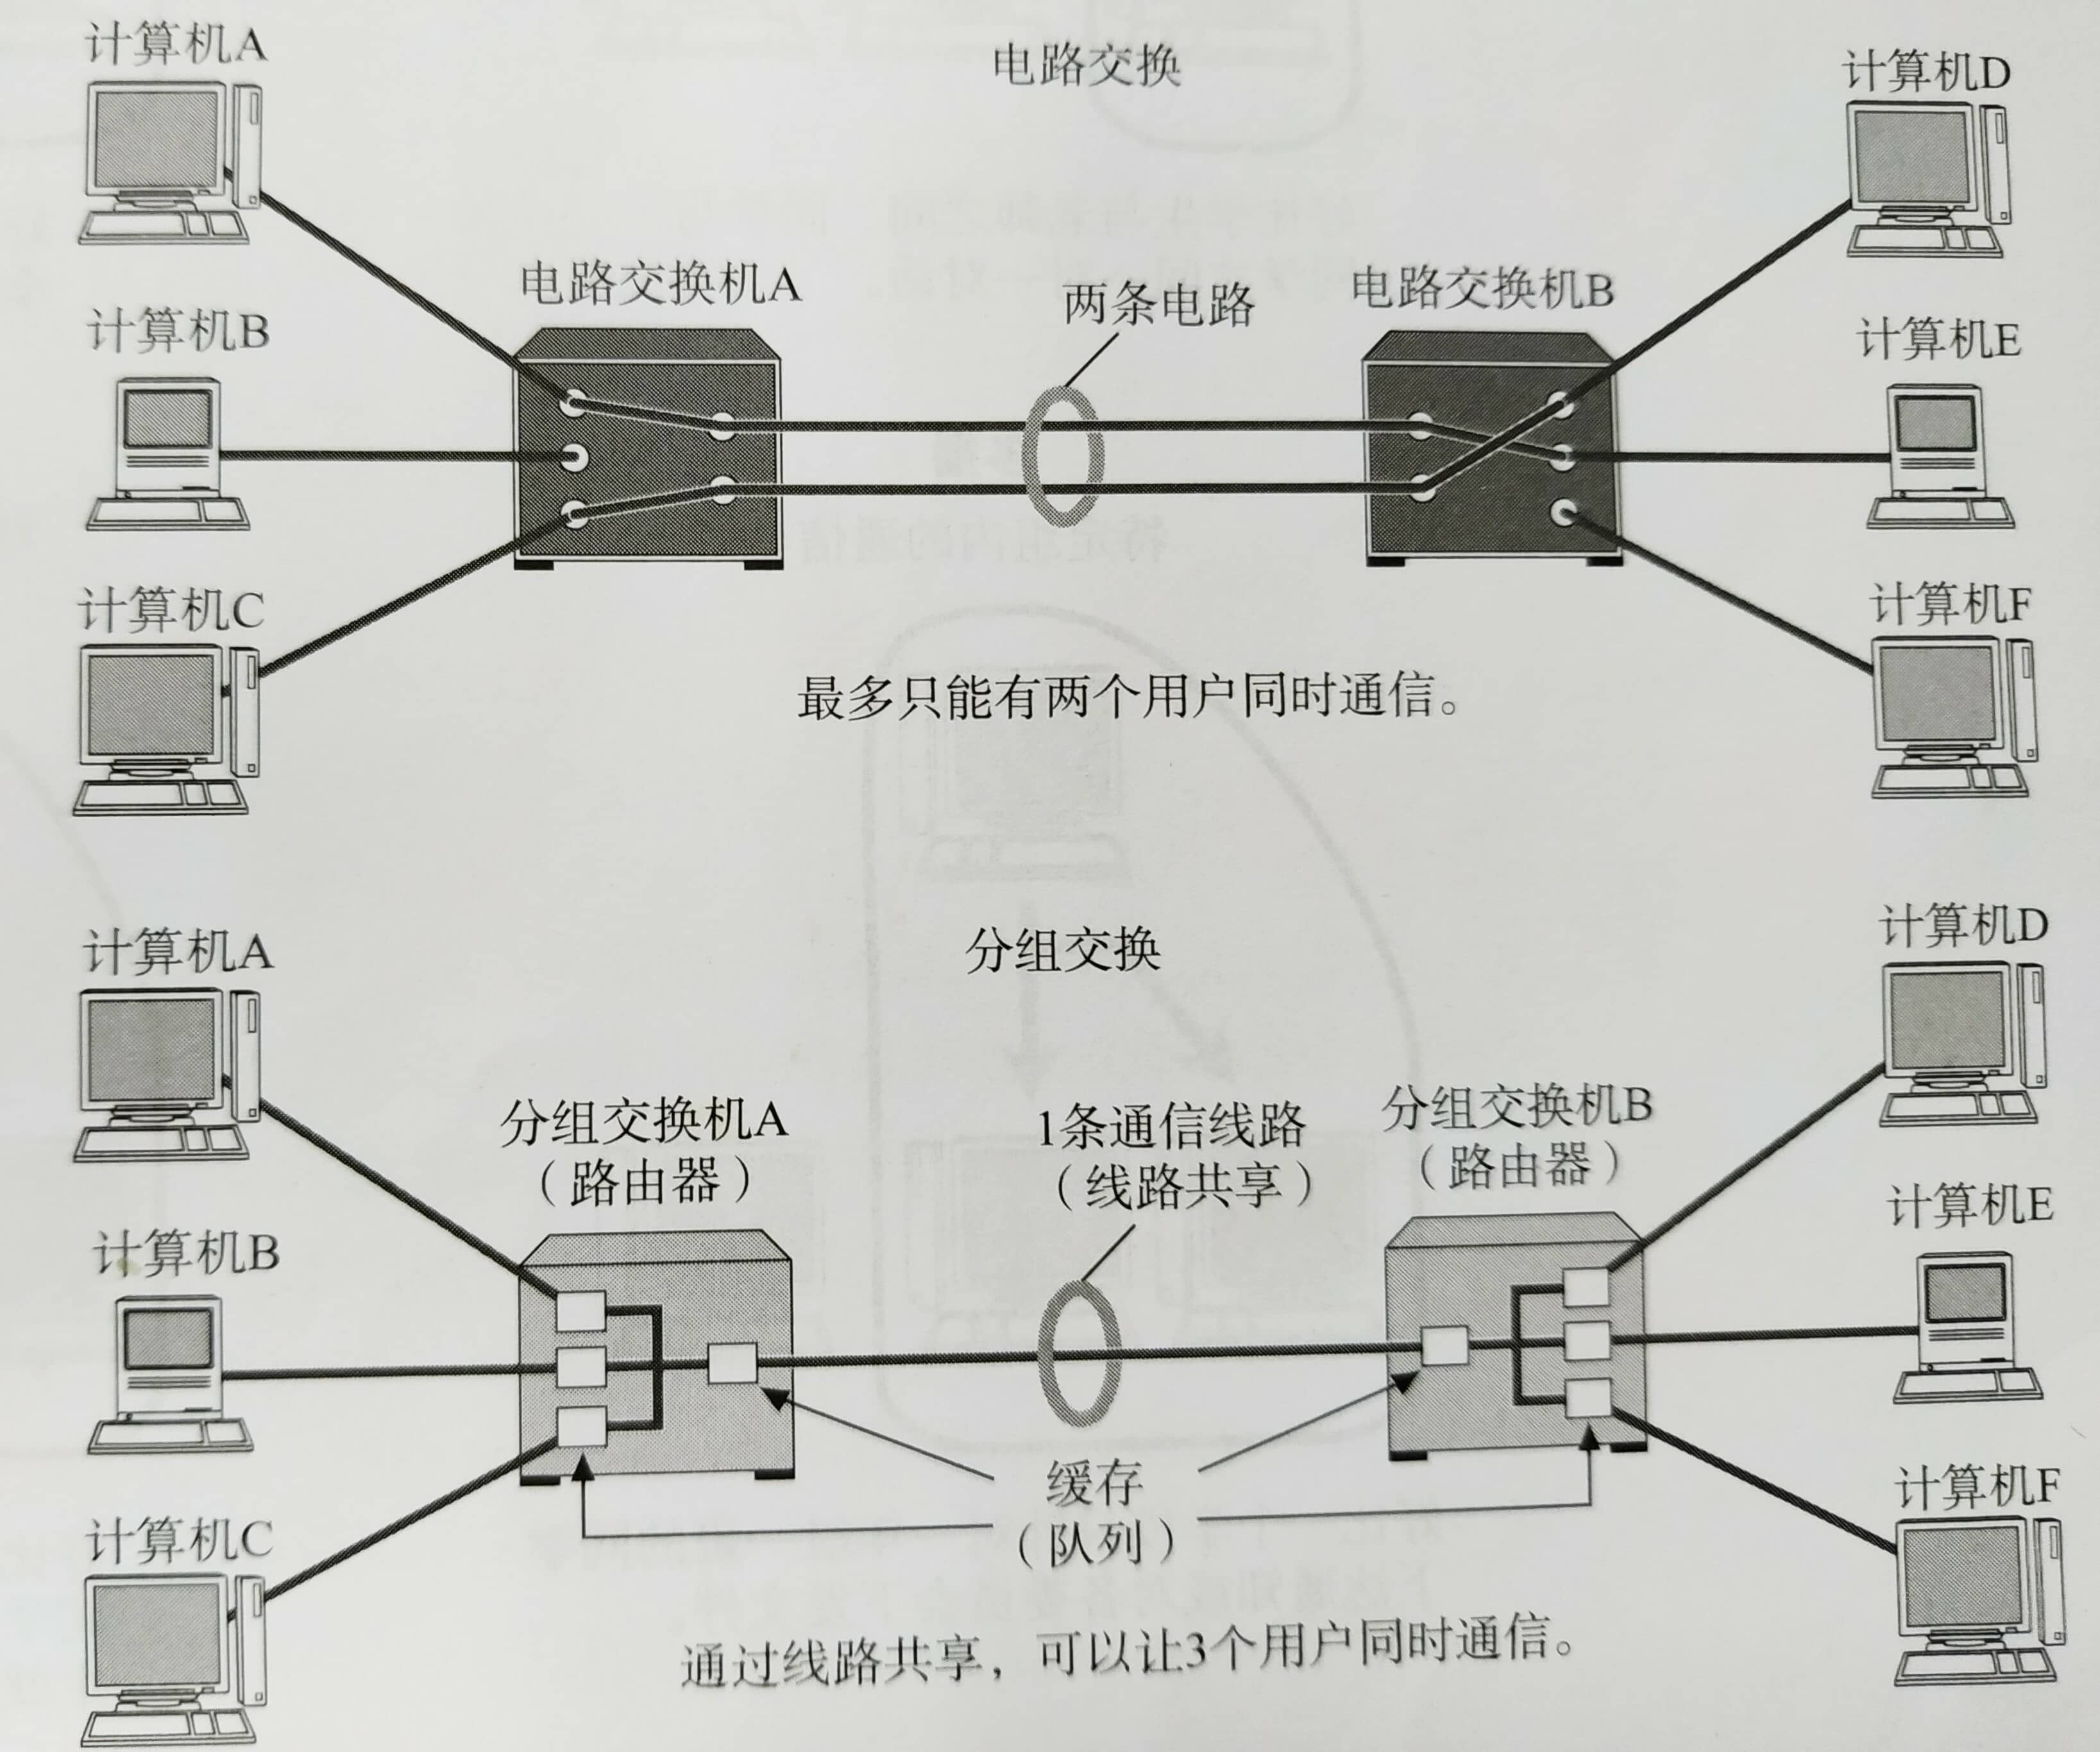 电路交换
计算机A
计算机D
电路交换机A
两条电路
电路交换机B
计算机B
计算机E
计算机C
计算机F
最多只能有两个用户同时通信。
分组交换
计算机A
计算机D
分组交换机A
（路由器）
1条通信线路
（线路共享）
分组交换机B
（路由器）
计算机B
计算机E
缓存
（队列）
计算机C
计算机F
通过线路共享，可以让3个用户同时通信。